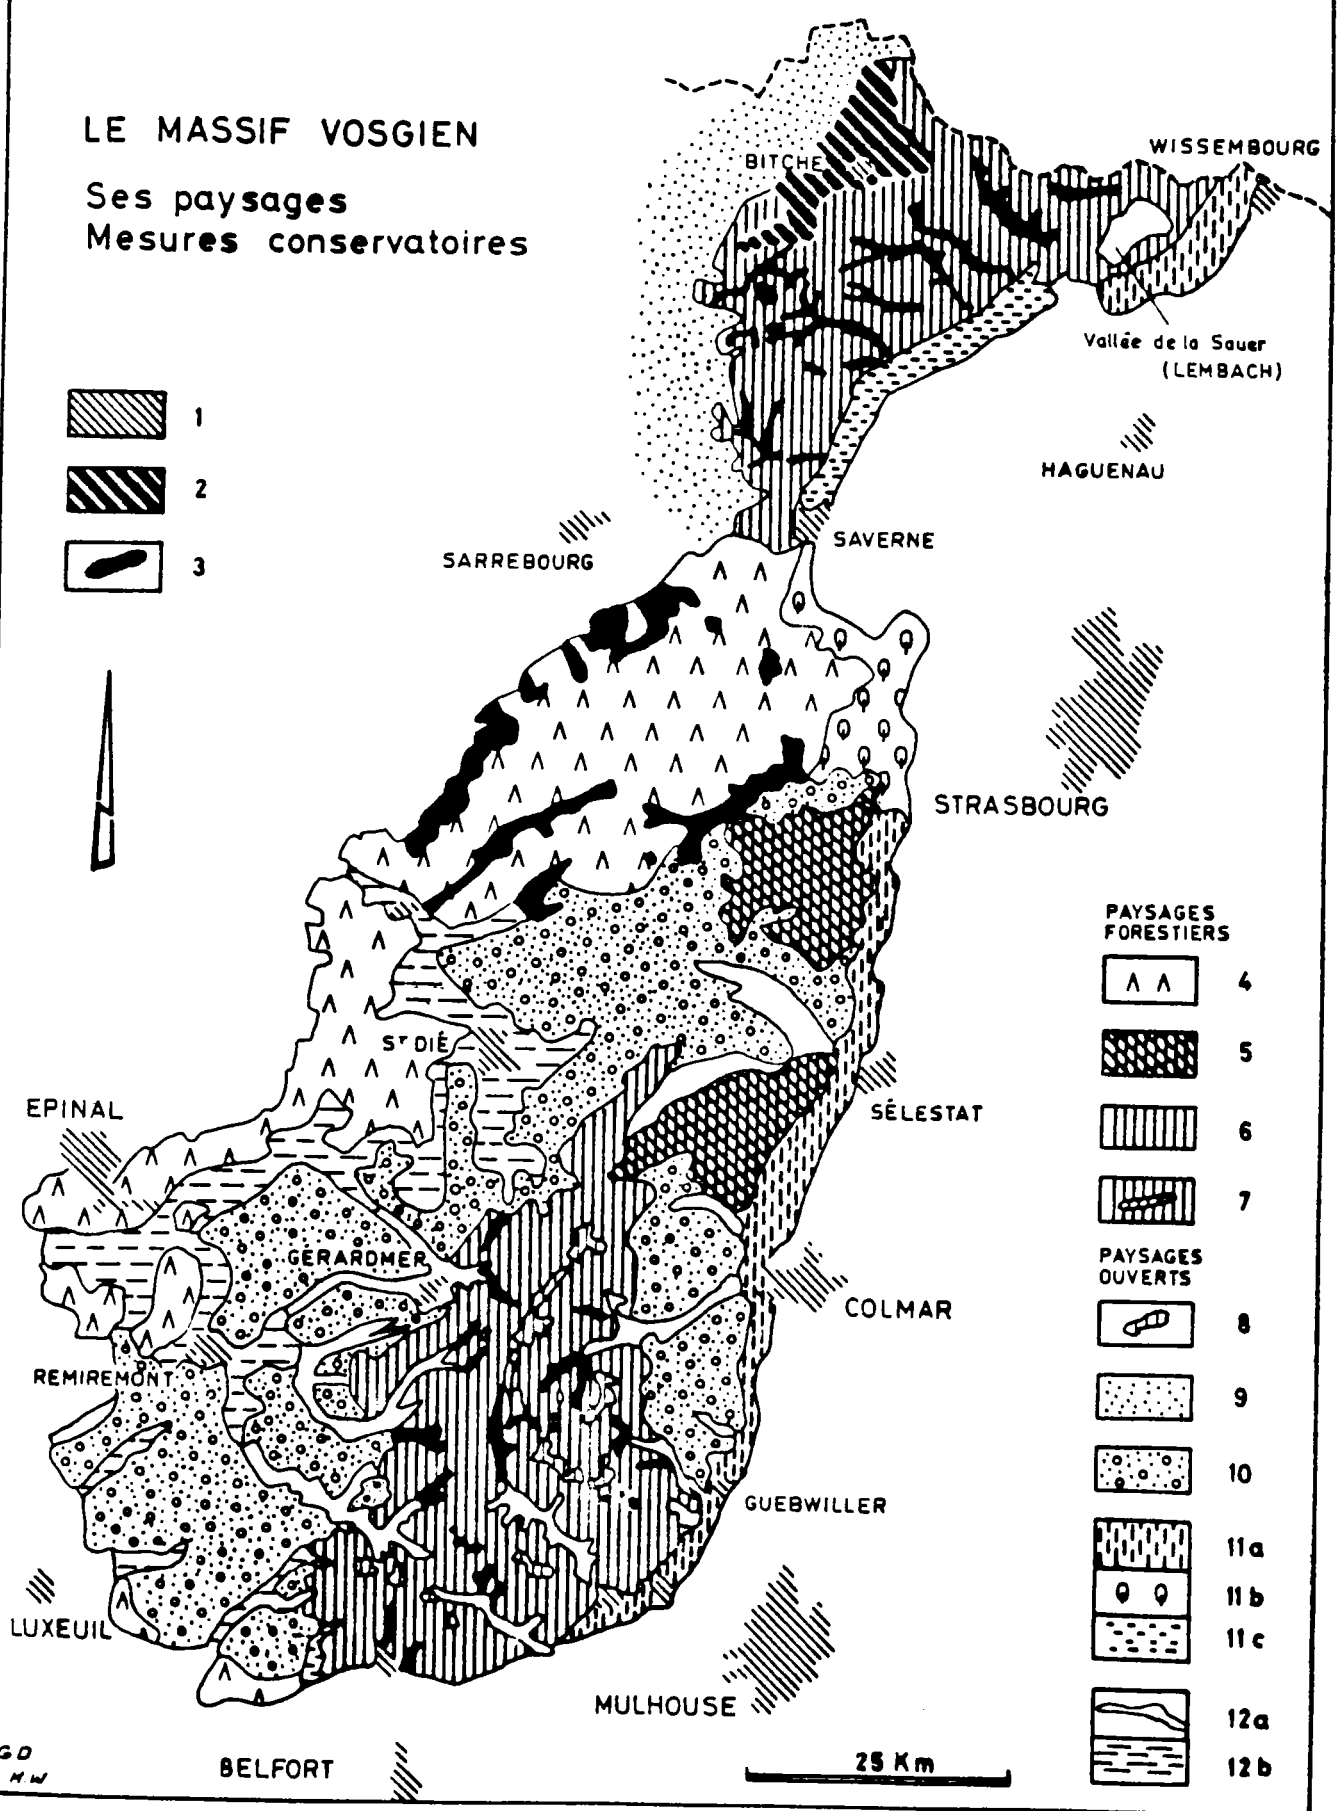 LE MASSIF VOSGIEN
Ses paysages
Mesures conservatoires
1
2
3
BITCHE
WISSEMBOURG
Vallée de la Sauer
(LEMBACH)
HAGUENAU
SAVERNE
SARREBOURG
STRASBOURG
ST DIÉ
SÉLESTAT
EPINAL
GÉRARDMER
COLMAR
REMIREMONT
GUEBWILLER
LUXEUIL
MULHOUSE
BELFORT
25 Km
GD
H.W
PAYSAGES
FORESTIERS
4
5
6
7
PAYSAGES
OUVERTS
8
9
10
11a
11b
11c
12a
12b